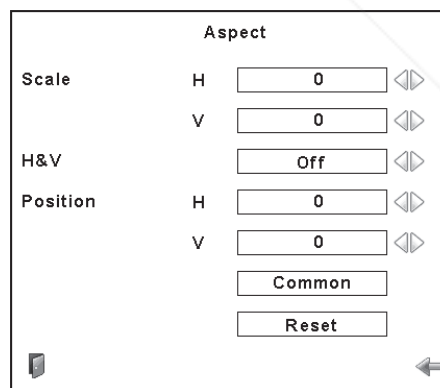 Aspect
Scale H 0
V 0
H&V Off
Position H 0
V 0
Common
Reset